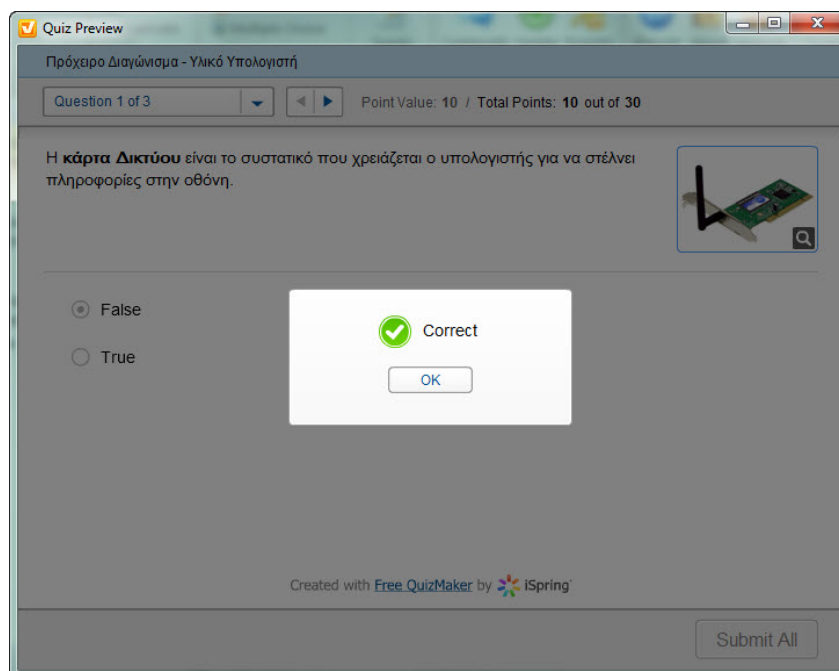 Quiz Preview
Πρόχειρο Διαγώνισμα - Υλικό Υπολογιστή
Question 1 of 3
Point Value: 10 / Total Points: 10 out of 30
Η κάρτα Δικτύου είναι το συστατικό που χρειάζεται ο υπολογιστής για να στέλνει
πληροφορίες στην οθόνη.
False
True
Correct
OK
Created with Free QuizMaker by iSpring
Submit All